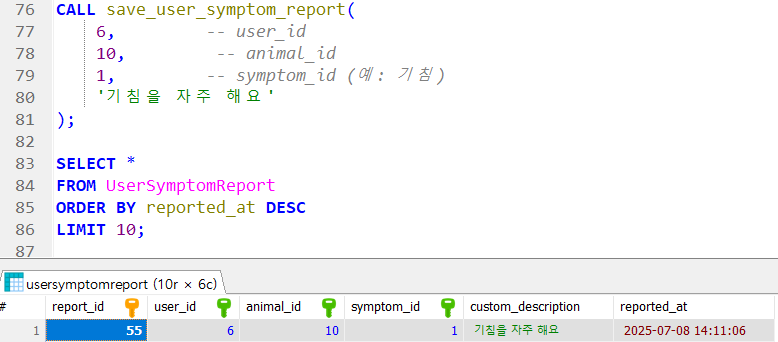 76 CALL save_user_symptom_report(
77 6, -- user_id
78 10, -- animal_id
79 1, -- symptom_id (예: 기침)
80 '기침을 자주 해요'
81 );
82
83 SELECT *
84 FROM UserSymptomReport
85 ORDER BY reported_at DESC
86 LIMIT 10;
87
usersymptomreport (10r × 6c)
# report_id user_id animal_id symptom_id custom_description reported_at
1 55 6 10 1 기침을 자주 해요 2025-07-08 14:11:06